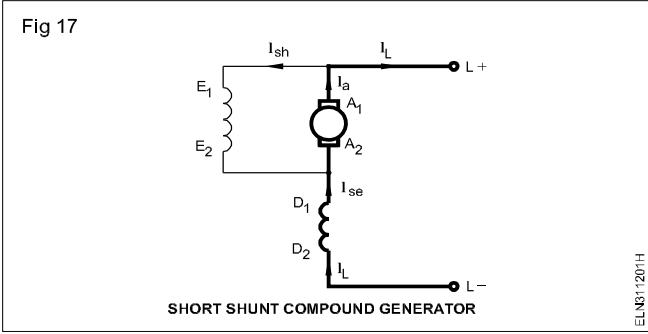 Fig 17
Ish
IL
L +
E1
Ia
A1
E2
A2
Ise
D1
D2
IL
L −
SHORT SHUNT COMPOUND GENERATOR
ELN311201H